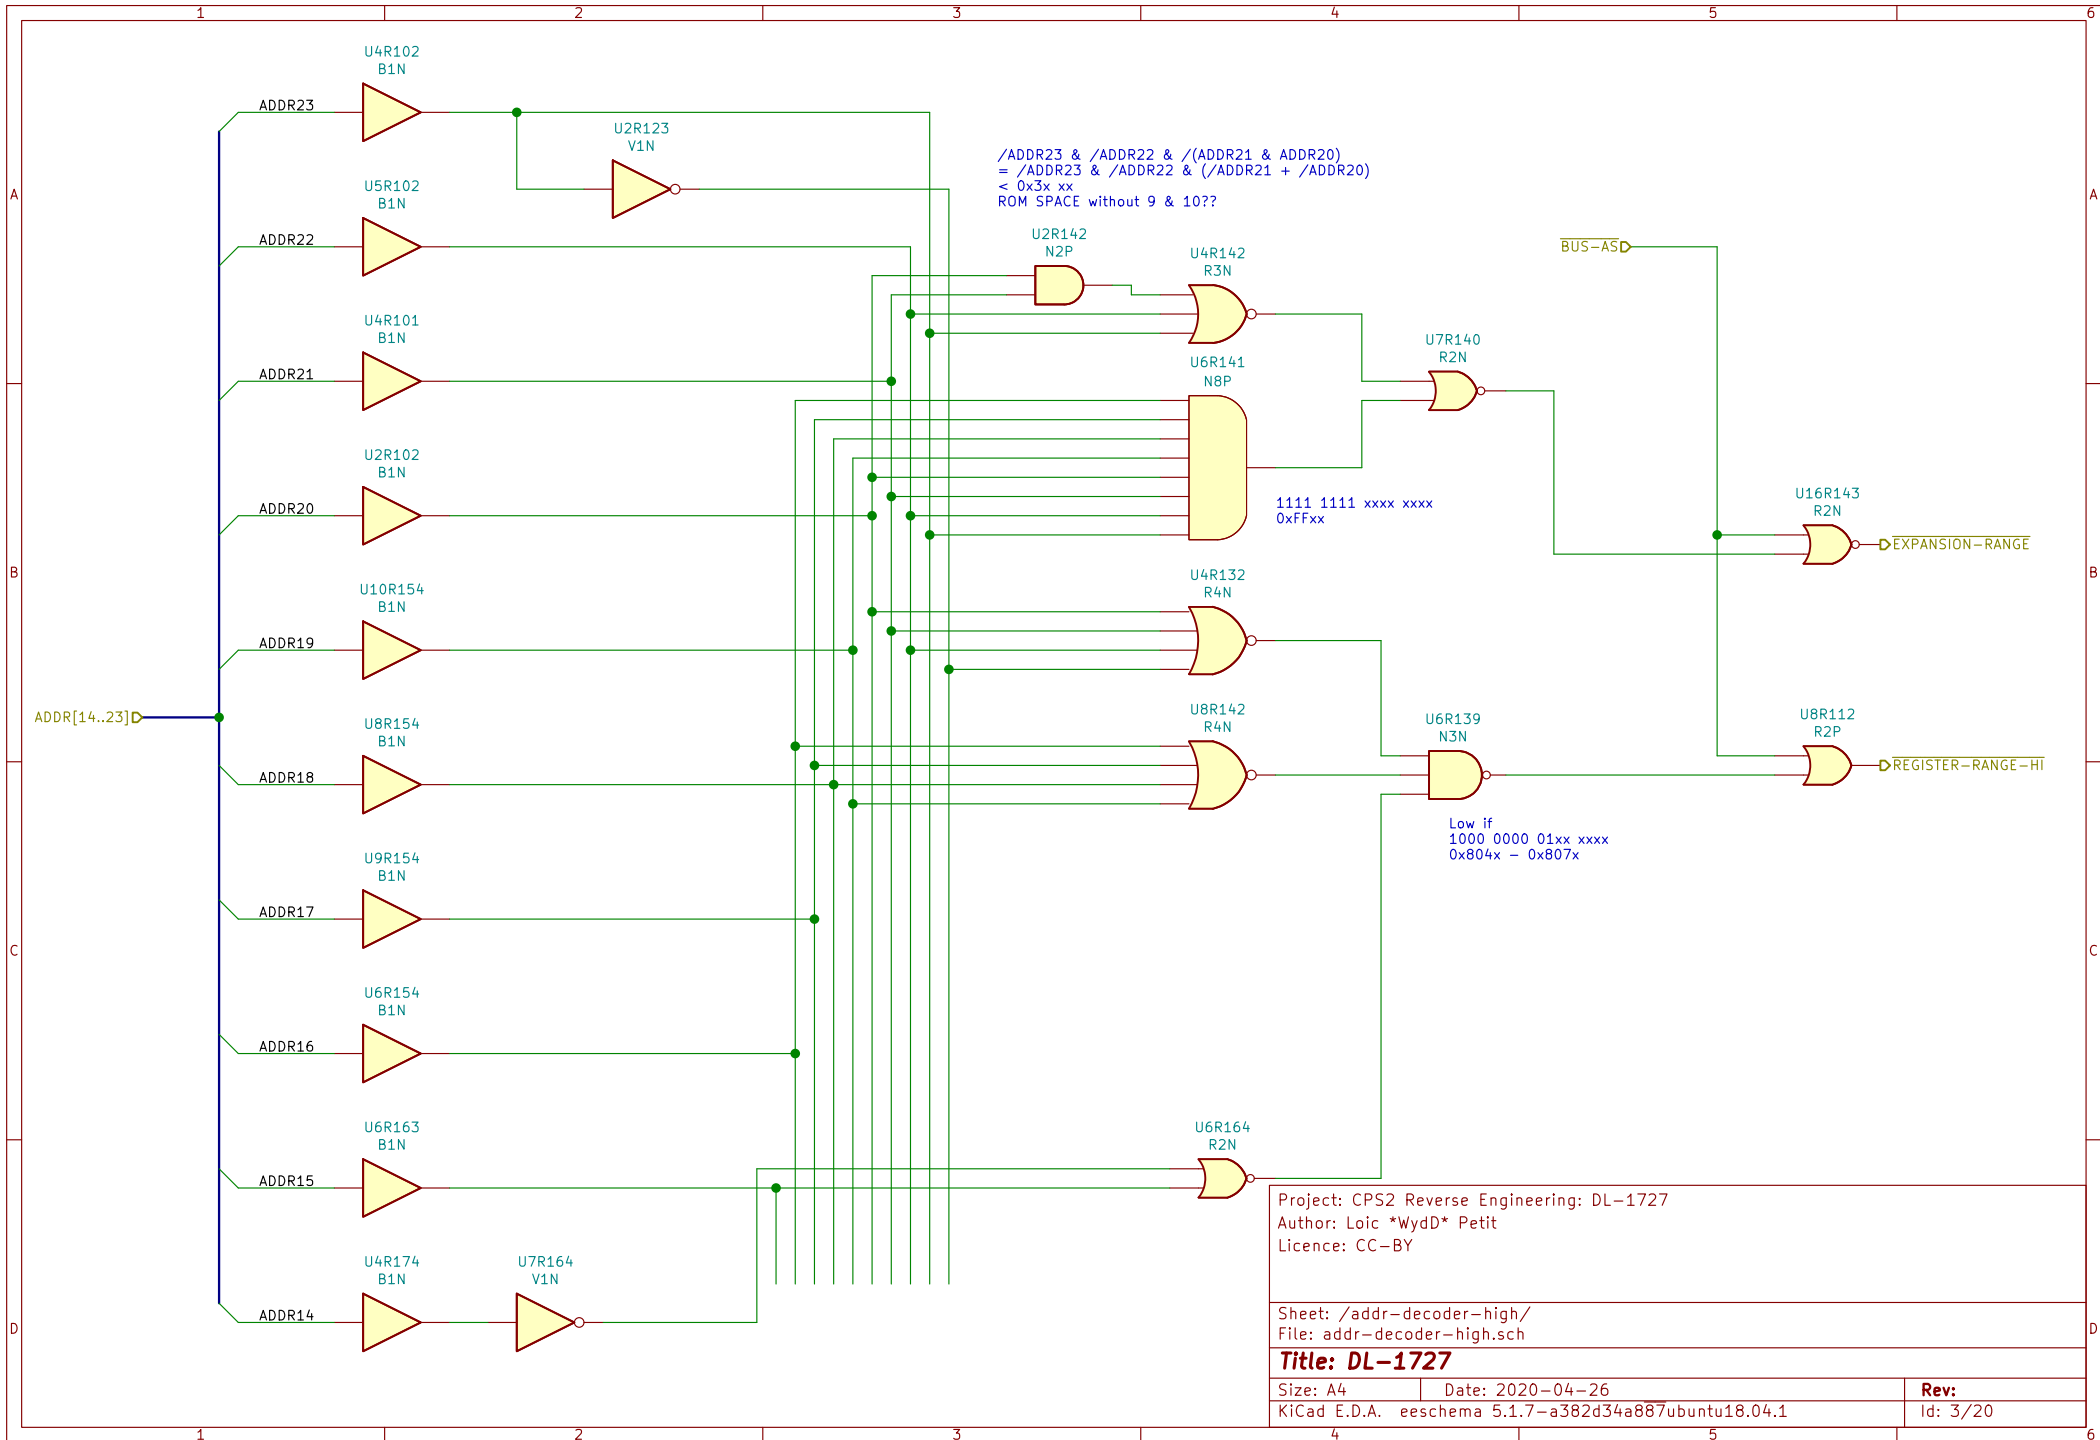 1 2 3 4 5 6
A
B
C
D
U4R102
B1N
ADDR23
U2R123
V1N
U5R102
B1N
ADDR22
U4R101
B1N
ADDR21
U2R102
B1N
ADDR20
U10R154
B1N
ADDR19
ADDR[14..23]
U8R154
B1N
ADDR18
U9R154
B1N
ADDR17
U6R154
B1N
ADDR16
U6R163
B1N
ADDR15
U4R174
B1N
ADDR14
U7R164
V1N
/ADDR23 & /ADDR22 & /(ADDR21 & ADDR20)
= /ADDR23 & /ADDR22 & (/ADDR21 + /ADDR20)
< 0x3x xx
ROM SPACE without 9 & 10??
U2R142
N2P
U4R142
R3N
U6R141
N8P
1111 1111 xxxx xxxx
0xFFxx
U4R132
R4N
U8R142
R4N
U6R164
R2N
U7R140
R2N
U6R139
N3N
Low if
1000 0000 01xx xxxx
0x804x - 0x807x
BUS-AS
U16R143
R2N
EXPANSION-RANGE
U8R112
R2P
REGISTER-RANGE-HI
A
B
C
D
Project: CPS2 Reverse Engineering: DL-1727
Author: Loic *WydD* Petit
Licence: CC-BY
Sheet: /addr-decoder-high/
File: addr-decoder-high.sch
Title: DL-1727
Size: A4 Date: 2020-04-26 Rev:
KiCad E.D.A. eeschema 5.1.7-a382d34a887ubuntu18.04.1 Id: 3/20
1 2 3 4 5 6